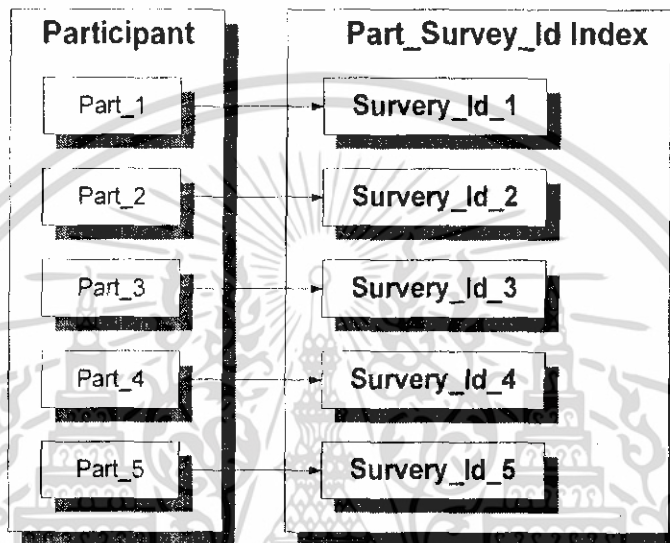 Participant
Part_Survey_Id Index
Part_1
Survery_Id_1
Part_2
Survery_Id_2
Part_3
Survery_Id_3
Part_4
Survery_Id_4
Part_5
Survery_Id_5